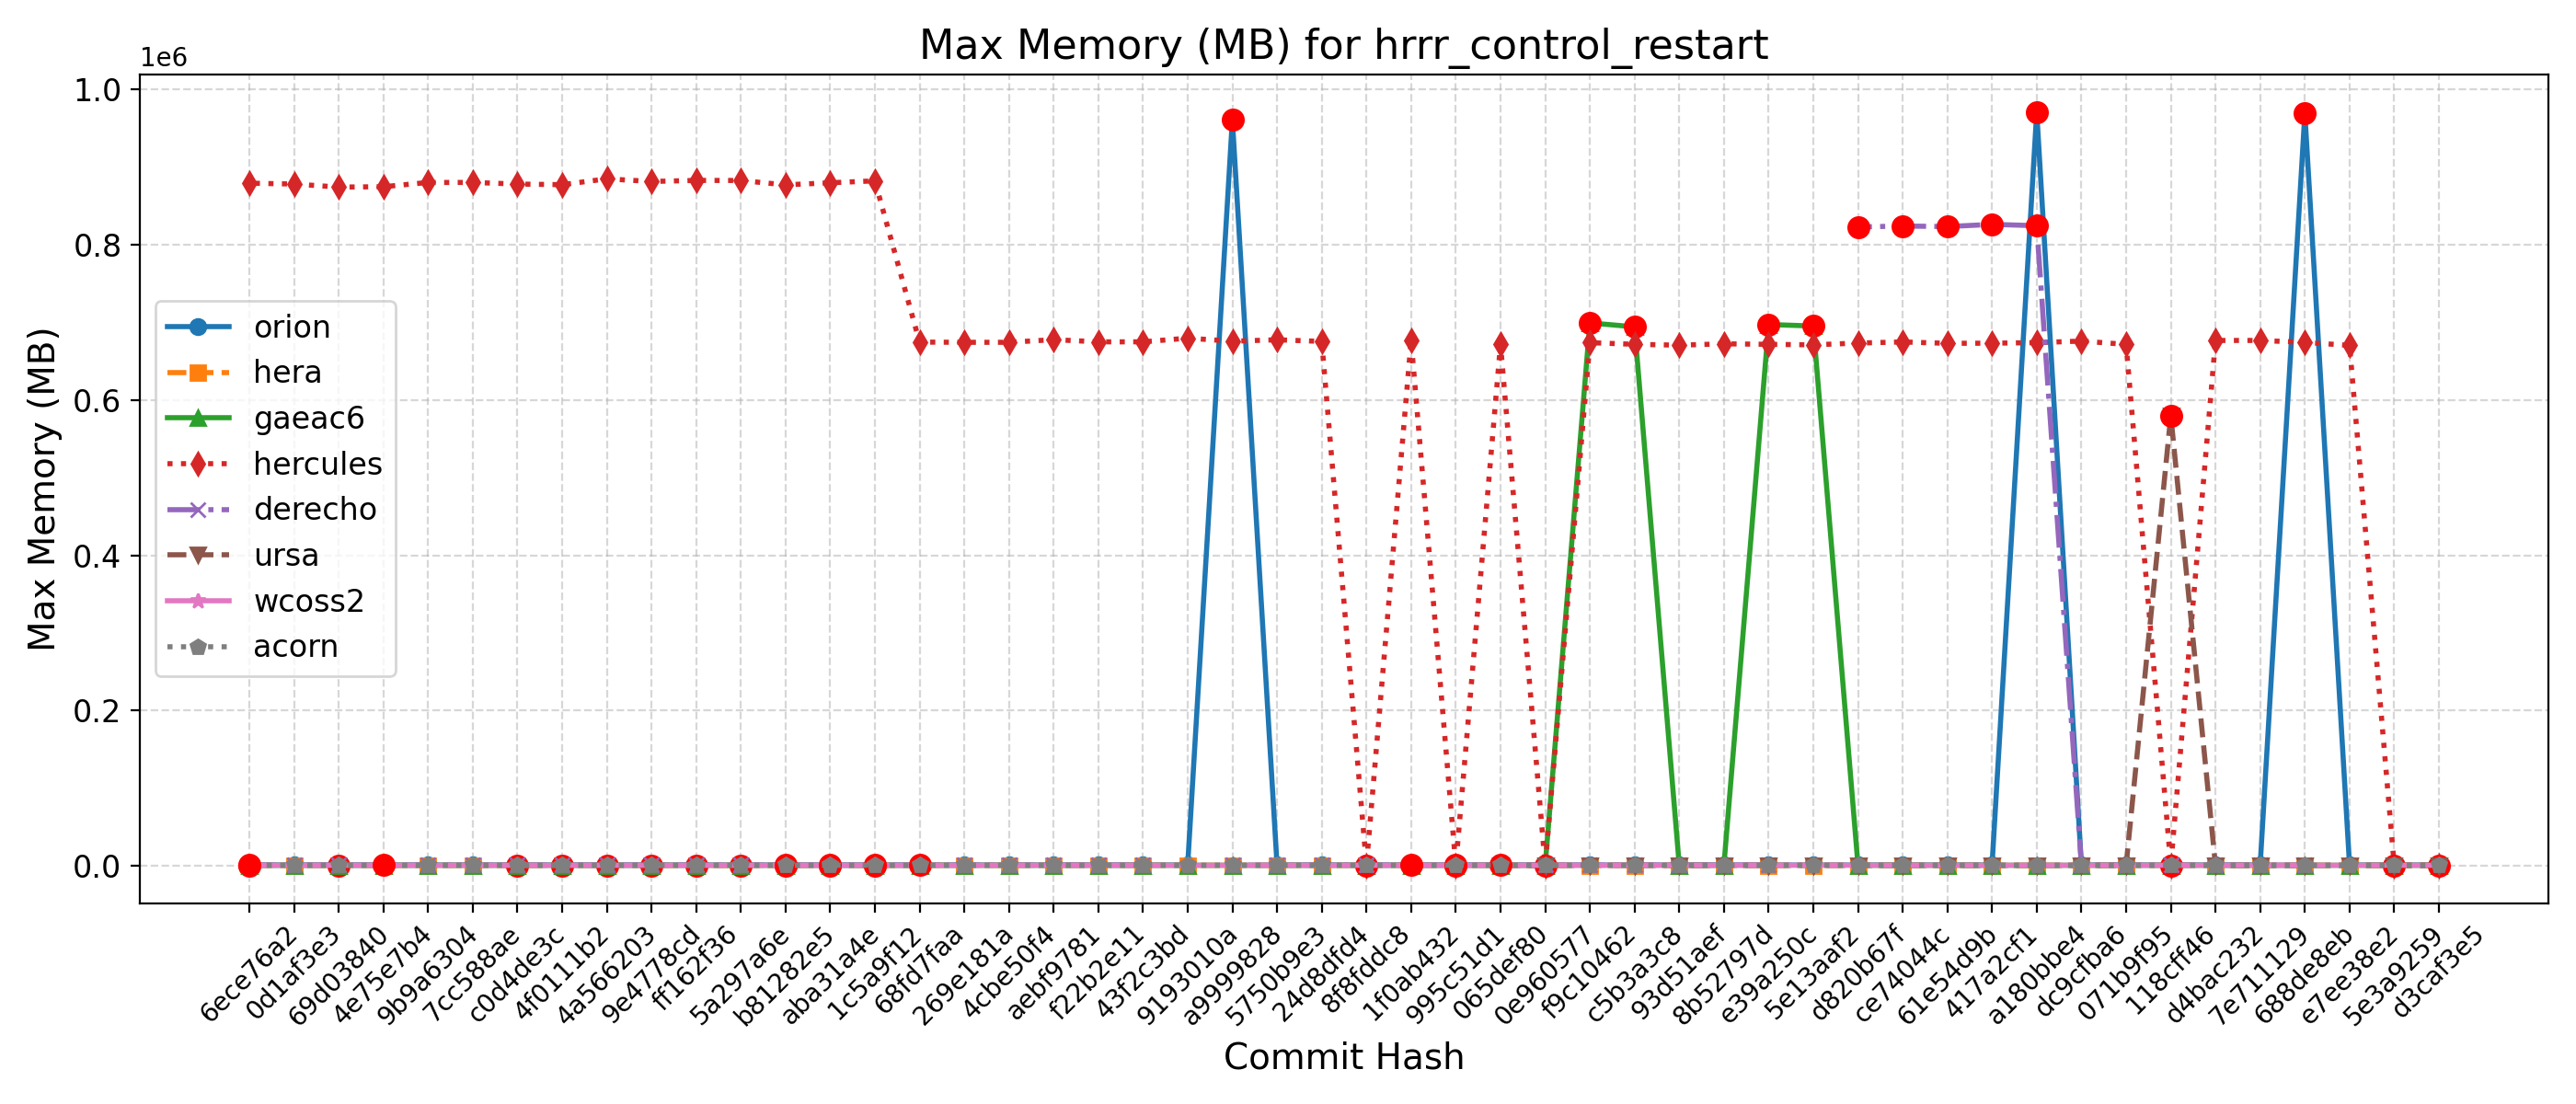 Max Memory (MB) for hrrr_control_restart
1e6
1.0
0.8
0.6
0.4
0.2
0.0
Max Memory (MB)
orion
hera
gaeac6
hercules
derecho
ursa
wcoss2
acorn
6ece76a2
0d1af3e3
69d03840
4e75e7b4
9b9a6304
7cc588ae
c0d4de3c
4f0111b2
4a566203
9e4778cd
ff162f36
5a297a6e
b81282e5
aba31a4e
1c5a9f12
68fd7faa
269e181a
4cbe50f4
aebf9781
f22b2e11
43f2c3bd
9193010a
a9999828
5750b9e3
24d8dfd4
8f8fddc8
1f0ab432
995c51d1
065def80
0e960577
f9c10462
c5b3a3c8
93d51aef
8b52797d
e39a250c
5e13aaf2
d820b67f
ce74044c
61e54d9b
417a2cf1
a180bbe4
dc9cfba6
071b9f95
118cff46
d4bac232
7e711129
688de8eb
e7ee38e2
5e3a9259
d3caf3e5
Commit Hash